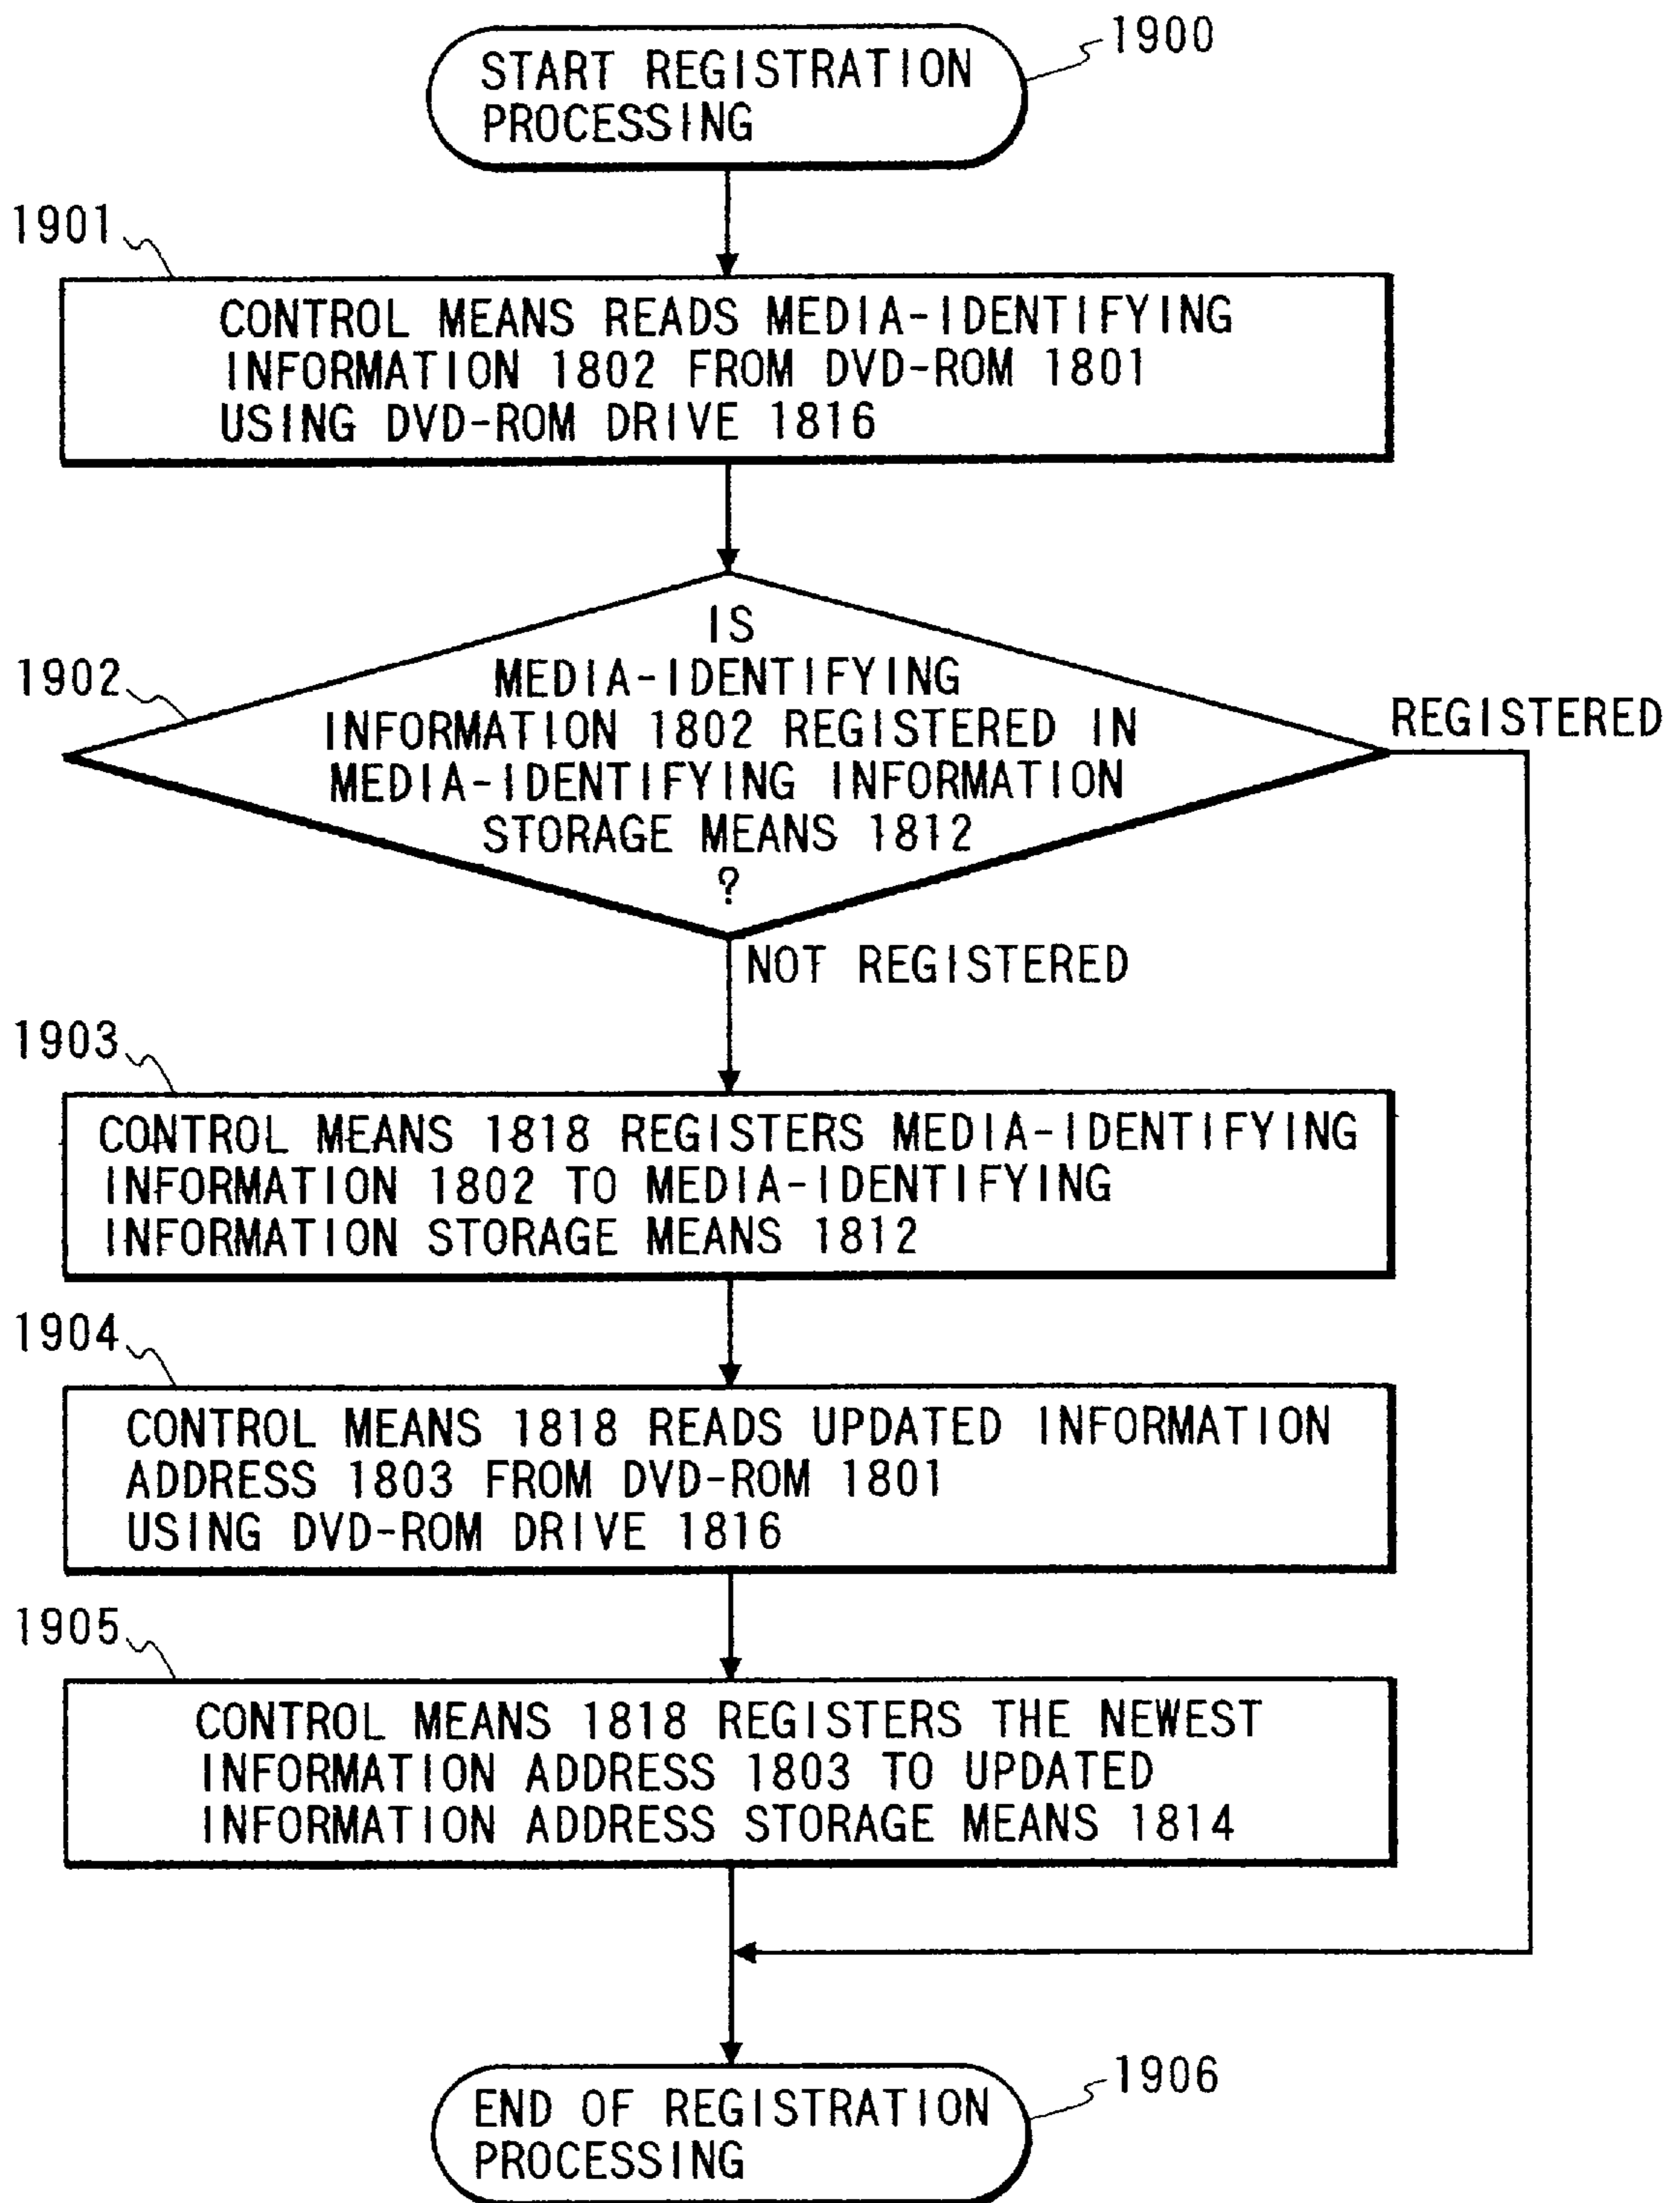 START REGISTRATION
PROCESSING
1900
1901
CONTROL MEANS READS MEDIA-IDENTIFYING
INFORMATION 1802 FROM DVD-ROM 1801
USING DVD-ROM DRIVE 1816
1902
IS
MEDIA-IDENTIFYING
INFORMATION 1802 REGISTERED IN
MEDIA-IDENTIFYING INFORMATION
STORAGE MEANS 1812
?
REGISTERED
NOT REGISTERED
1903
CONTROL MEANS 1818 REGISTERS MEDIA-IDENTIFYING
INFORMATION 1802 TO MEDIA-IDENTIFYING
INFORMATION STORAGE MEANS 1812
1904
CONTROL MEANS 1818 READS UPDATED INFORMATION
ADDRESS 1803 FROM DVD-ROM 1801
USING DVD-ROM DRIVE 1816
1905
CONTROL MEANS 1818 REGISTERS THE NEWEST
INFORMATION ADDRESS 1803 TO UPDATED
INFORMATION ADDRESS STORAGE MEANS 1814
1906
END OF REGISTRATION
PROCESSING